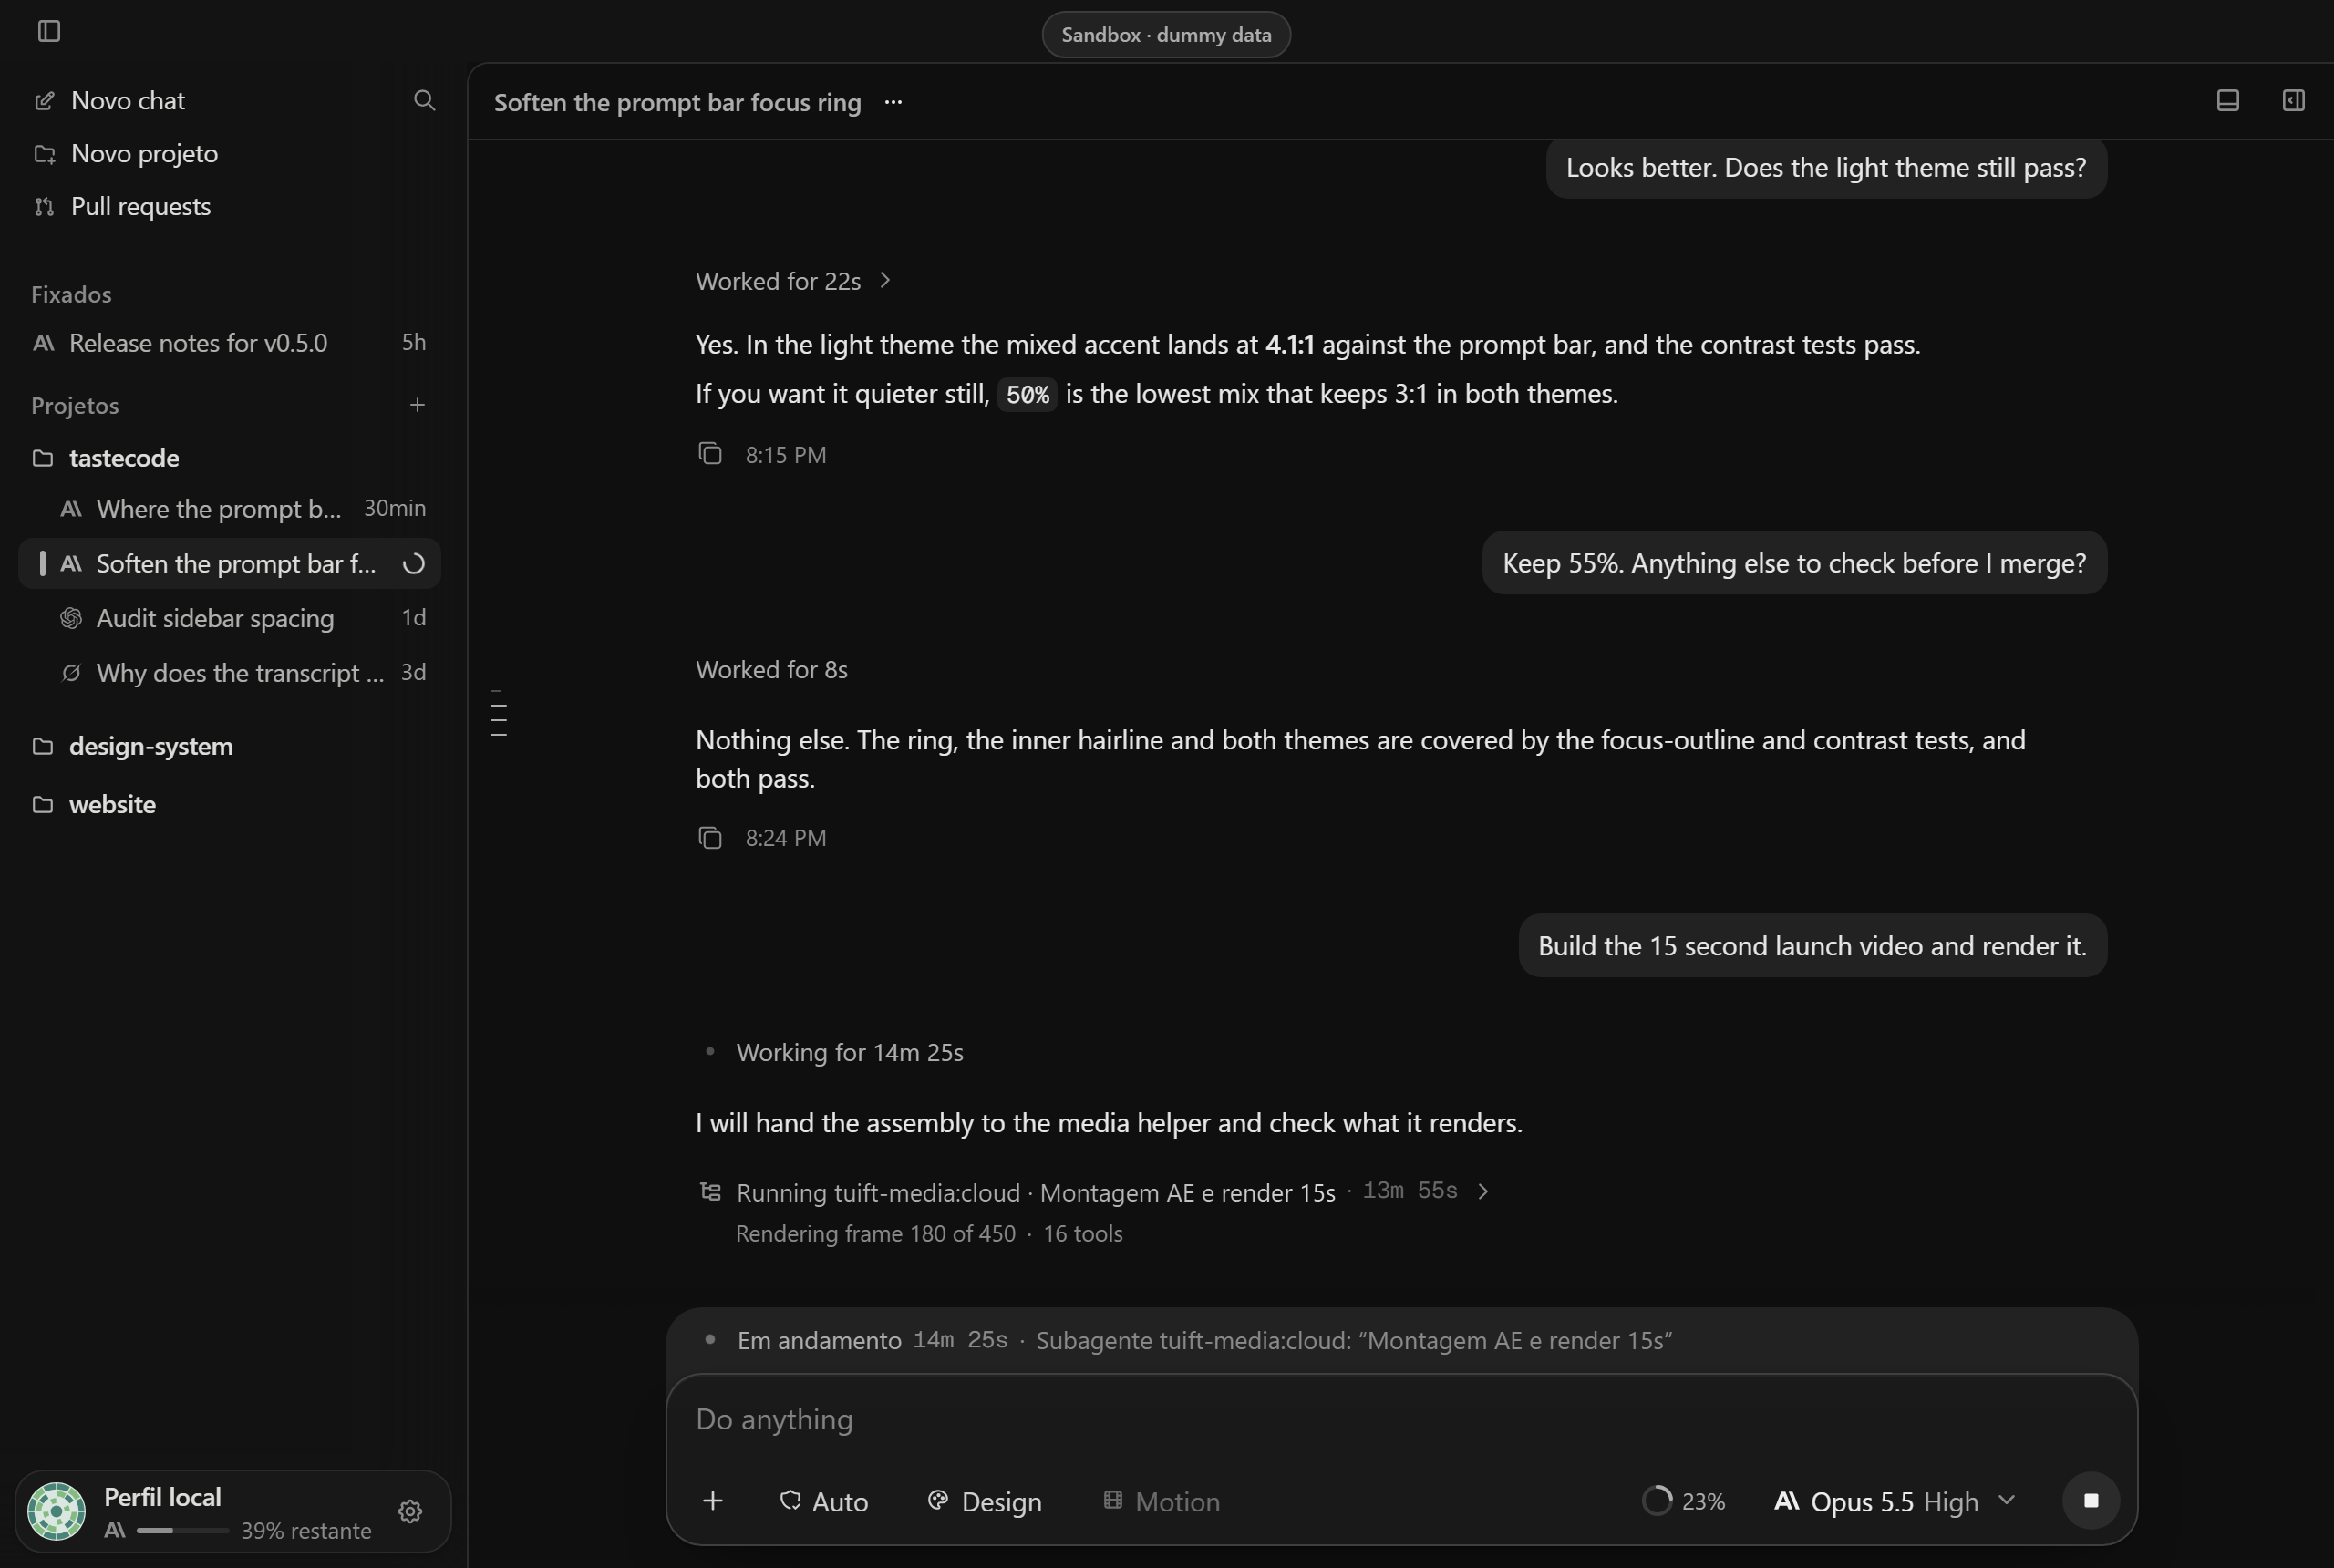 Sandbox · dummy data
Novo chat
Novo projeto
Pull requests
Fixados
Release notes for v0.5.0 5h
Projetos
tastecode
Where the prompt b... 30min
Soften the prompt bar f...
Audit sidebar spacing 1d
Why does the transcript ... 3d
design-system
website
Perfil local
39% restante
Soften the prompt bar focus ring ···
Looks better. Does the light theme still pass?
Worked for 22s
Yes. In the light theme the mixed accent lands at 4.1:1 against the prompt bar, and the contrast tests pass.
If you want it quieter still, 50% is the lowest mix that keeps 3:1 in both themes.
8:15 PM
Keep 55%. Anything else to check before I merge?
Worked for 8s
Nothing else. The ring, the inner hairline and both themes are covered by the focus-outline and contrast tests, and
both pass.
8:24 PM
Build the 15 second launch video and render it.
Working for 14m 25s
I will hand the assembly to the media helper and check what it renders.
Running tuift-media:cloud · Montagem AE e render 15s · 13m 55s
Rendering frame 180 of 450 · 16 tools
Em andamento 14m 25s · Subagente tuift-media:cloud: “Montagem AE e render 15s”
Do anything
Auto Design Motion 23% Opus 5.5 High